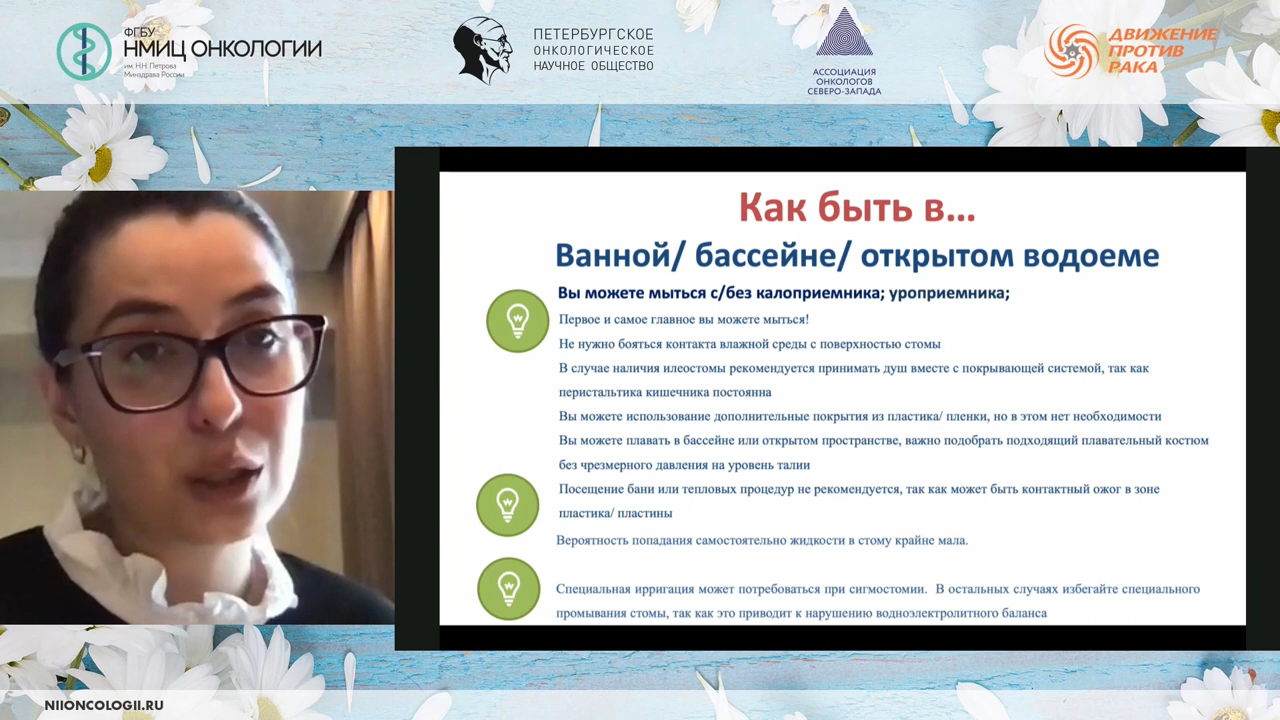 ФГБУ
НМИЦ ОНКОЛОГИИ
им. Н.Н. Петрова
Минздрава России
ПЕТЕРБУРГСКОЕ
ОНКОЛОГИЧЕСКОЕ
НАУЧНОЕ ОБЩЕСТВО
АССОЦИАЦИЯ
ОНКОЛОГОВ
СЕВЕРО-ЗАПАДА
ДВИЖЕНИЕ
ПРОТИВ
РАКА
Как быть в...
Ванной/ бассейне/ открытом водоеме
Вы можете мыться с/без калоприемника; уроприемника;
Первое и самое главное вы можете мыться!
Не нужно бояться контакта влажной среды с поверхностью стомы
В случае наличия илеостомы рекомендуется принимать душ вместе с покрывающей системой, так как
перистальтика кишечника постоянна
Вы можете использование дополнительные покрытия из пластика/ пленки, но в этом нет необходимости
Вы можете плавать в бассейне или открытом пространстве, важно подобрать подходящий плавательный костюм
без чрезмерного давления на уровень талии
Посещение бани или тепловых процедур не рекомендуется, так как может быть контактный ожог в зоне
пластика/ пластины
Вероятность попадания самостоятельно жидкости в стому крайне мала.
Специальная ирригация может потребоваться при сигмостомии. В остальных случаях избегайте специального
промывания стомы, так как это приводит к нарушению водноэлектролитного баланса
NIIONCOLOGII.RU